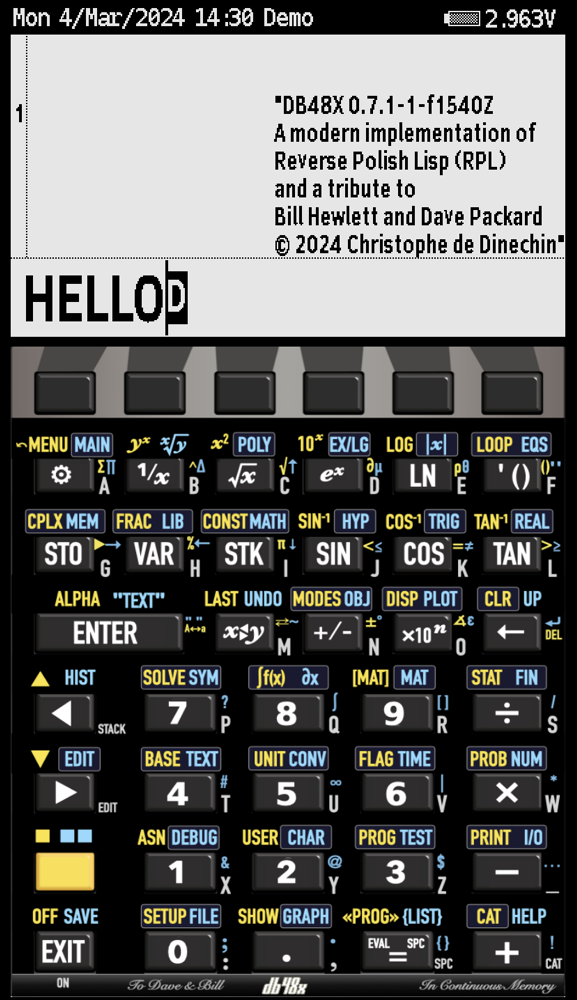 Mon 4/Mar/2024 14:30 Demo 2.963V
1
"DB48X 0.7.1-1-f1540Z
A modern implementation of
Reverse Polish Lisp (RPL)
and a tribute to
Bill Hewlett and Dave Packard
© 2024 Christophe de Dinechin"
HELLOD
MENU MAIN yˣ ˣ√y x² POLY 10ˣ EX/LG LOG |x| LOOP EQS
1/x √x eˣ LN ' ()
Σ∏ A ^Δ B √↑ C ∂μ D ρθ E ()'' F
CPLX MEM FRAC LIB CONST MATH SIN⁻¹ HYP COS⁻¹ TRIG TAN⁻¹ REAL
STO VAR STK SIN COS TAN
▶→ G %← H π↓ I <≤ J =≠ K >≥ L
ALPHA "TEXT" LAST UNDO MODES OBJ DISP PLOT CLR UP
ENTER x⇄y +/- ×10ⁿ ←
" " A↔a ⇄~ M ±° N ∡ε O ↲ DEL
▲ HIST SOLVE SYM ∫f(x) ∂x [MAT] MAT STAT FIN
◀ 7 8 9 ÷
STACK ? P ∫ Q [] R / S
▼ EDIT BASE TEXT UNIT CONV FLAG TIME PROB NUM
▶ 4 5 6 ×
EDIT # T ∞ U | V * W
ASN DEBUG USER CHAR PROG TEST PRINT I/O
1 2 3 −
& X @ Y $ Z ... _
OFF SAVE SETUP FILE SHOW GRAPH «PROG» {LIST} CAT HELP
EXIT 0 . EVAL SPC = +
; : , {} SPC ! CAT
ON To Dave & Bill db48x In Continuous Memory